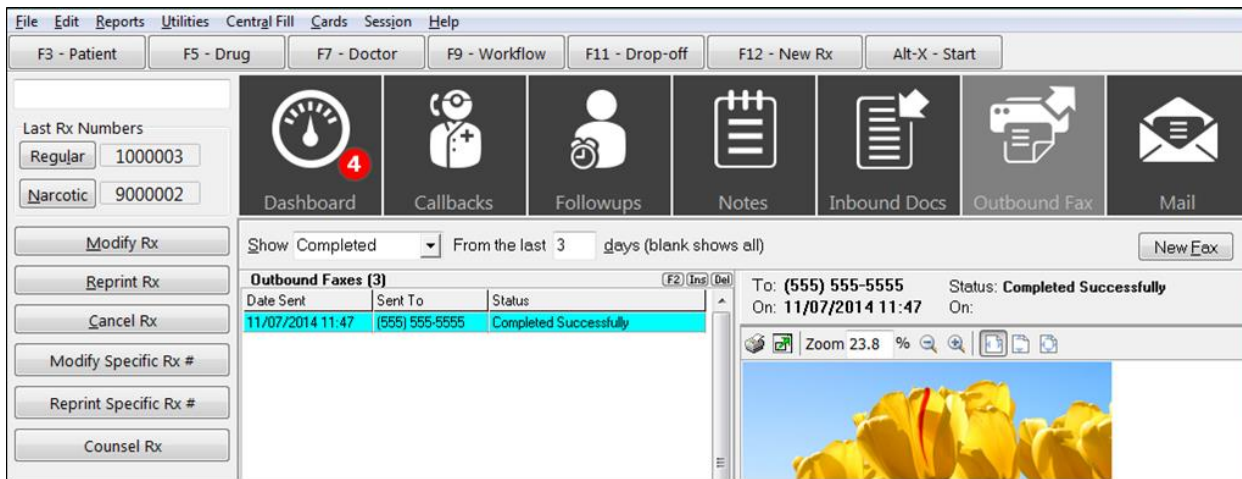 File Edit Reports Utilities Central Fill Cards Session Help
F3 - Patient F5 - Drug F7 - Doctor F9 - Workflow F11 - Drop-off F12 - New Rx Alt-X - Start
Last Rx Numbers
Regular 1000003
Narcotic 9000002
Modify Rx
Reprint Rx
Cancel Rx
Modify Specific Rx #
Reprint Specific Rx #
Counsel Rx
4
Dashboard Callbacks Followups Notes Inbound Docs Outbound Fax Mail
Show Completed From the last 3 days (blank shows all) New Fax
Outbound Faxes (3) F2 Ins Del
Date Sent Sent To Status
11/07/2014 11:47 (555) 555-5555 Completed Successfully
To: (555) 555-5555 Status: Completed Successfully
On: 11/07/2014 11:47 On:
Zoom 23.8 %